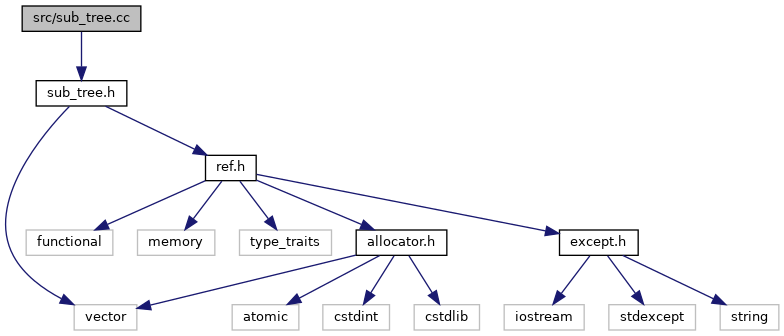 src/sub_tree.cc
sub_tree.h
ref.h
functional
memory
type_traits
allocator.h
except.h
vector
atomic
cstdint
cstdlib
iostream
stdexcept
string